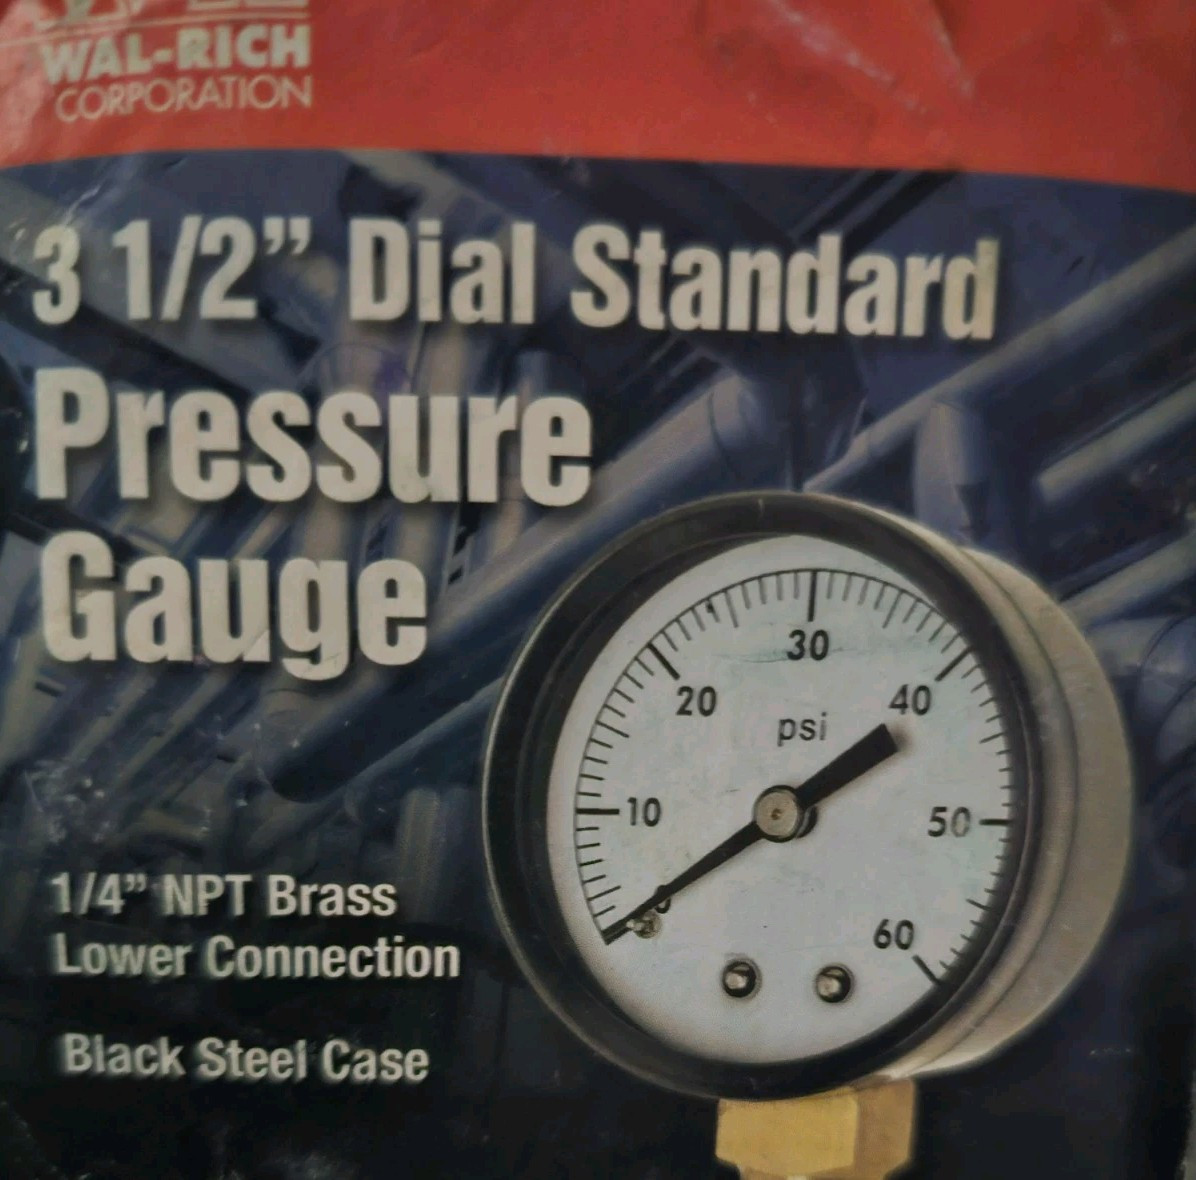 WAL-RICH
CORPORATION
3 1/2” Dial Standard
Pressure
Gauge
30
20
40
psi
10
50
0
60
1/4” NPT Brass
Lower Connection
Black Steel Case